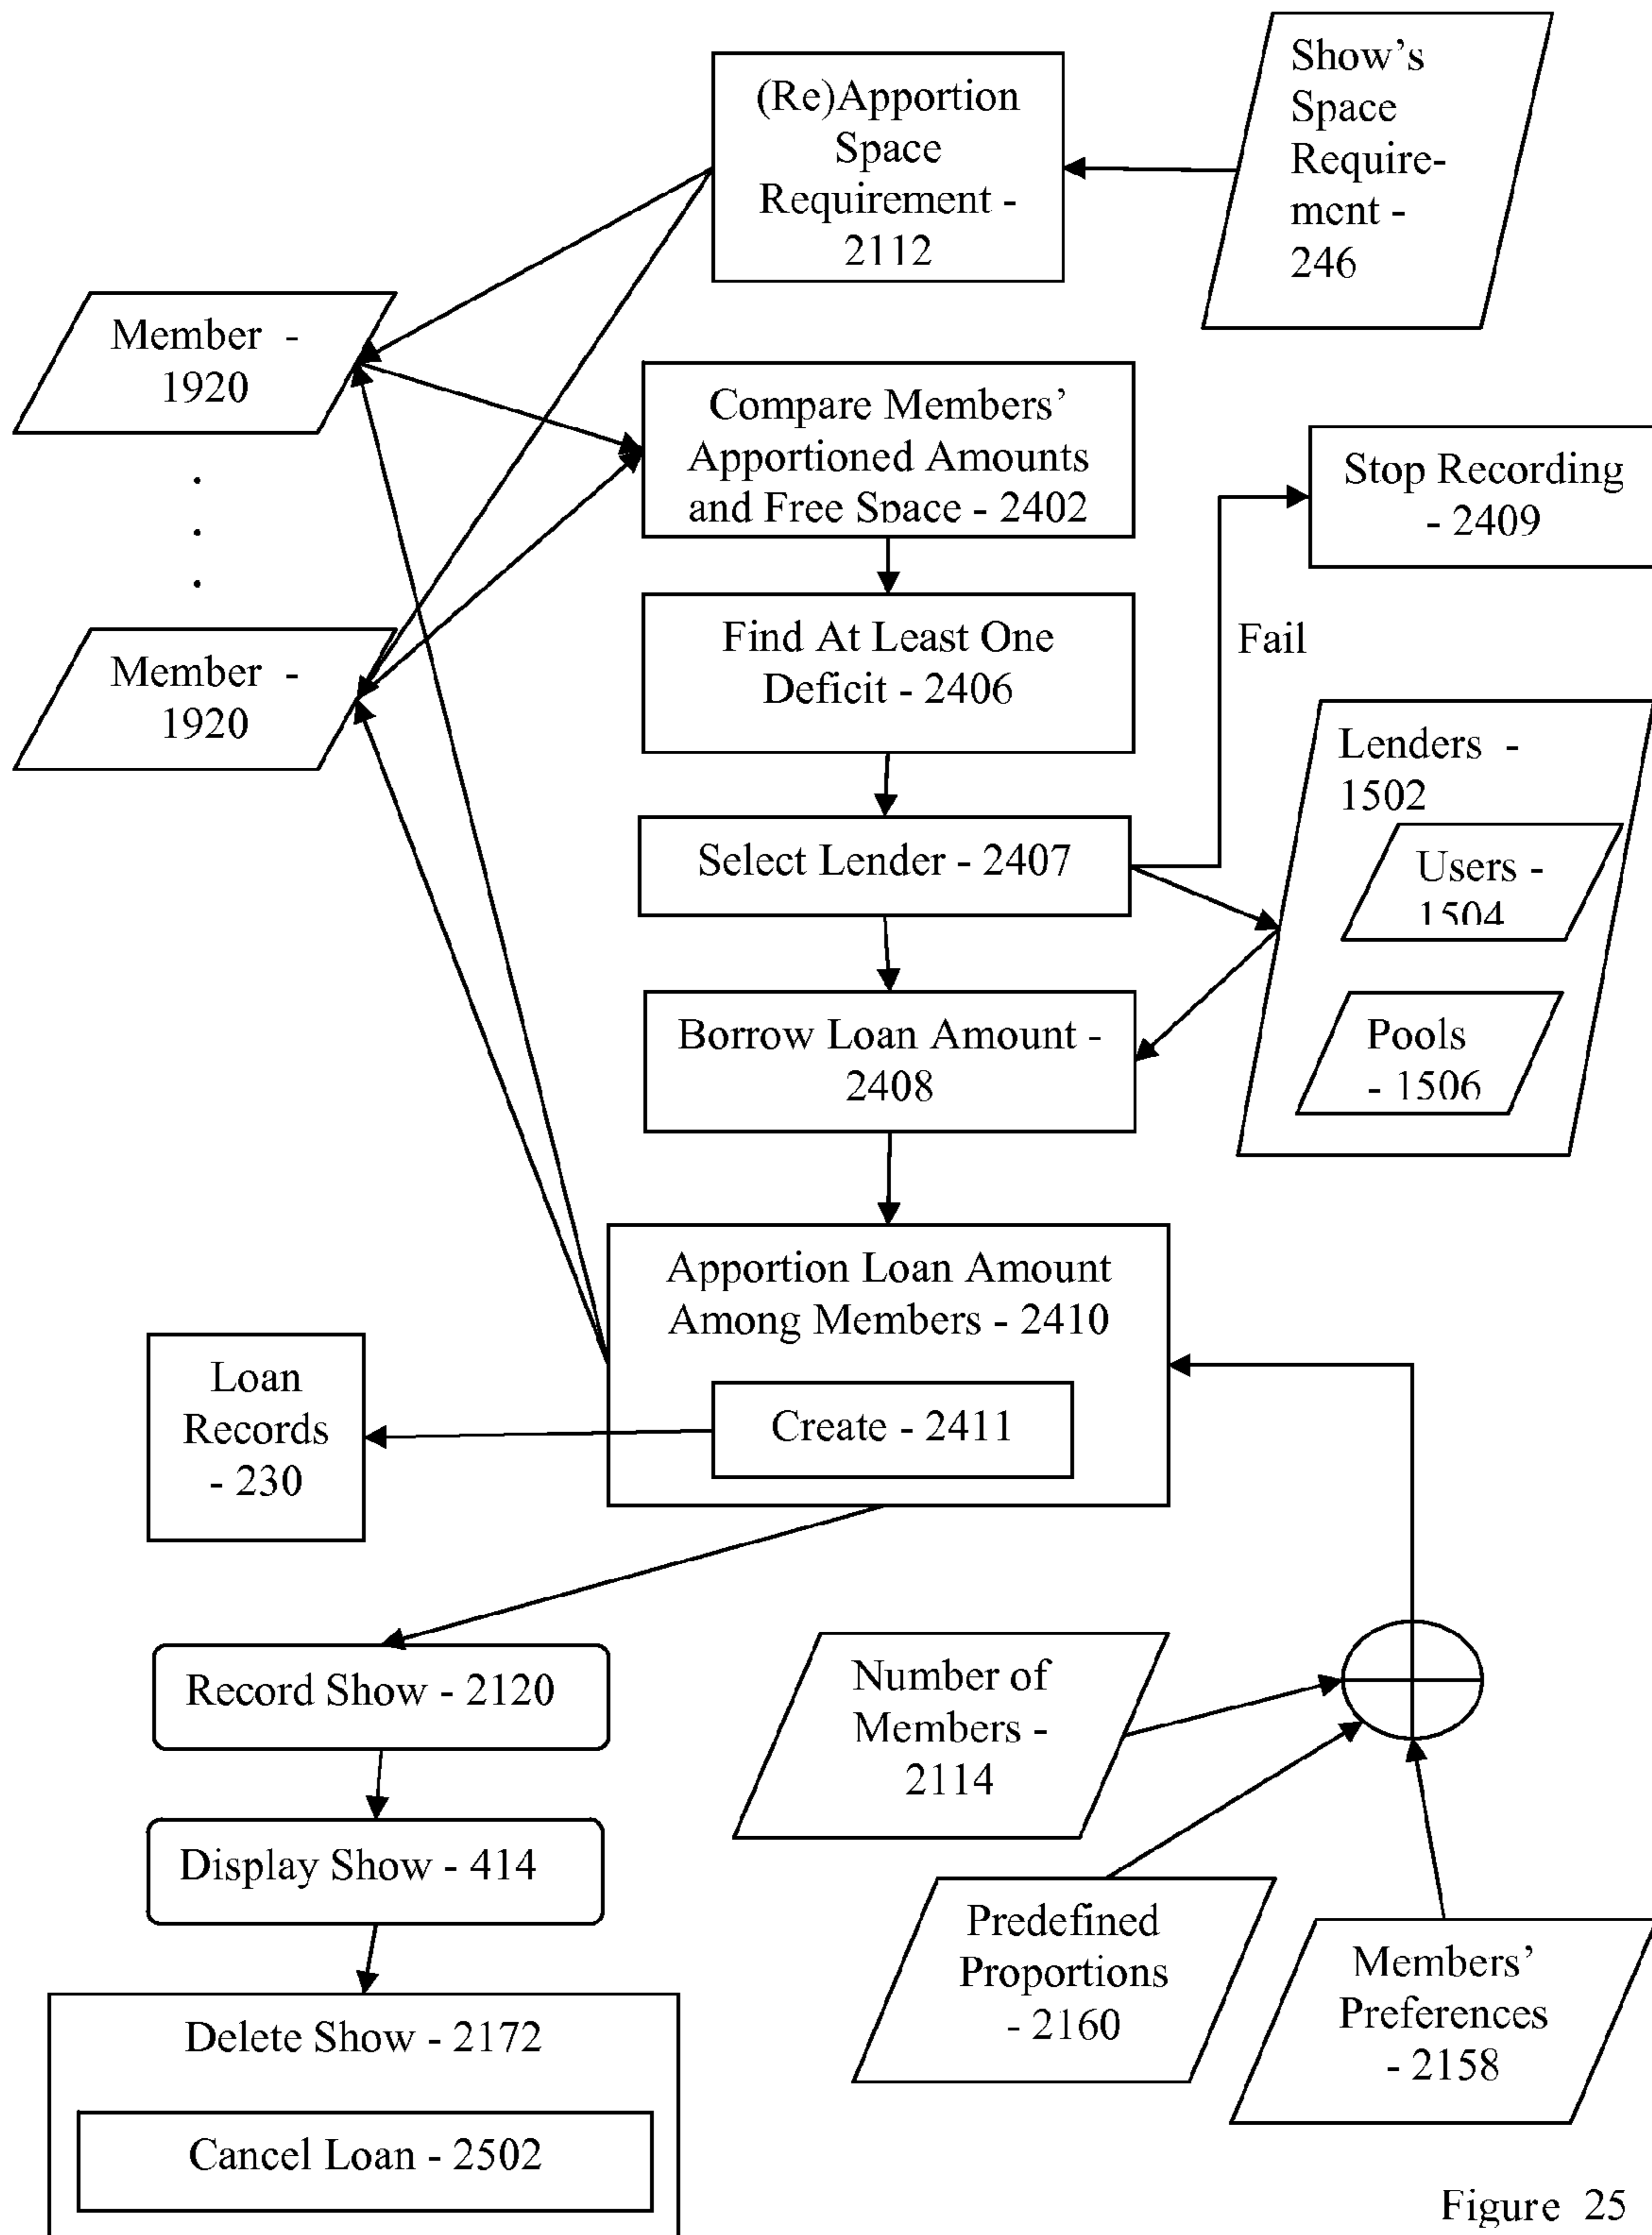 (Re)Apportion
Space
Requirement -
2112
Show's
Space
Require-
ment -
246
Member -
1920
Compare Members'
Apportioned Amounts
and Free Space - 2402
Stop Recording
- 2409
Find At Least One
Deficit - 2406
Fail
Member -
1920
Lenders -
1502
Select Lender - 2407
Users -
1504
Borrow Loan Amount -
2408
Pools
- 1506
Apportion Loan Amount
Among Members - 2410
Loan
Records
- 230
Create - 2411
Record Show - 2120
Number of
Members -
2114
Display Show - 414
Predefined
Proportions
- 2160
Members'
Preferences
- 2158
Delete Show - 2172
Cancel Loan - 2502
Figure 25